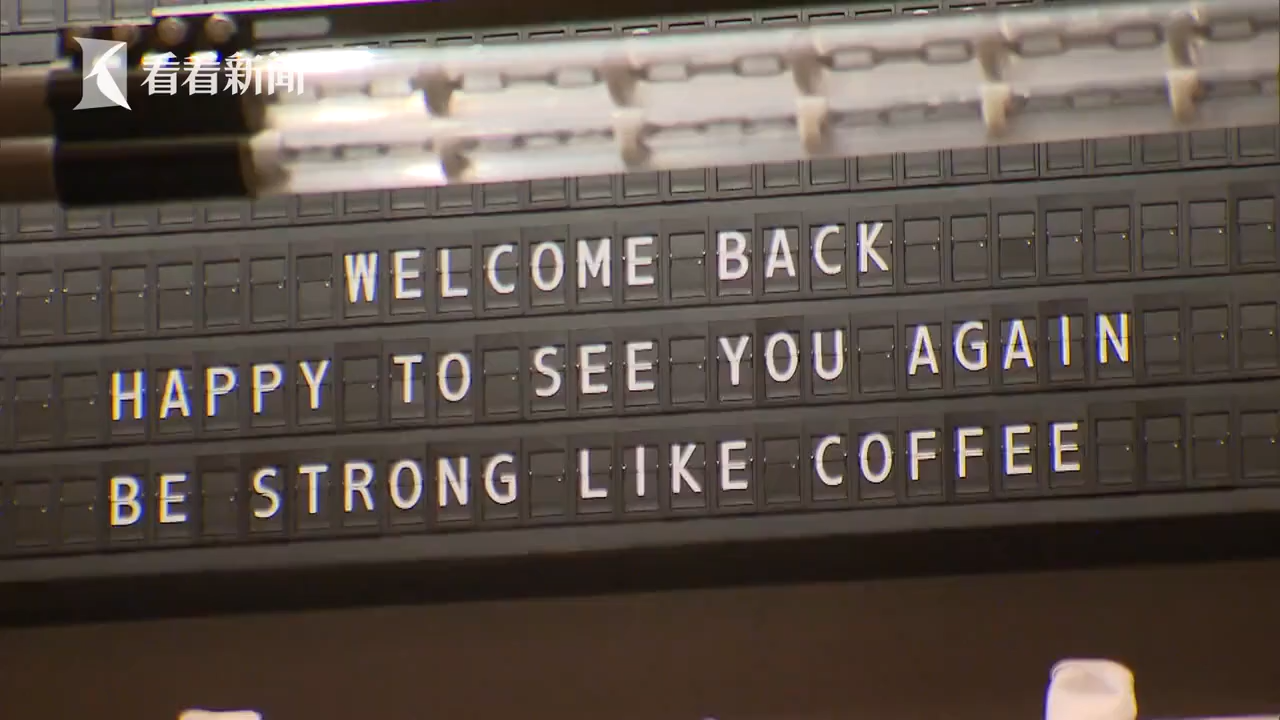 看看新闻
WELCOME BACK
HAPPY TO SEE YOU AGAIN
BE STRONG LIKE COFFEE